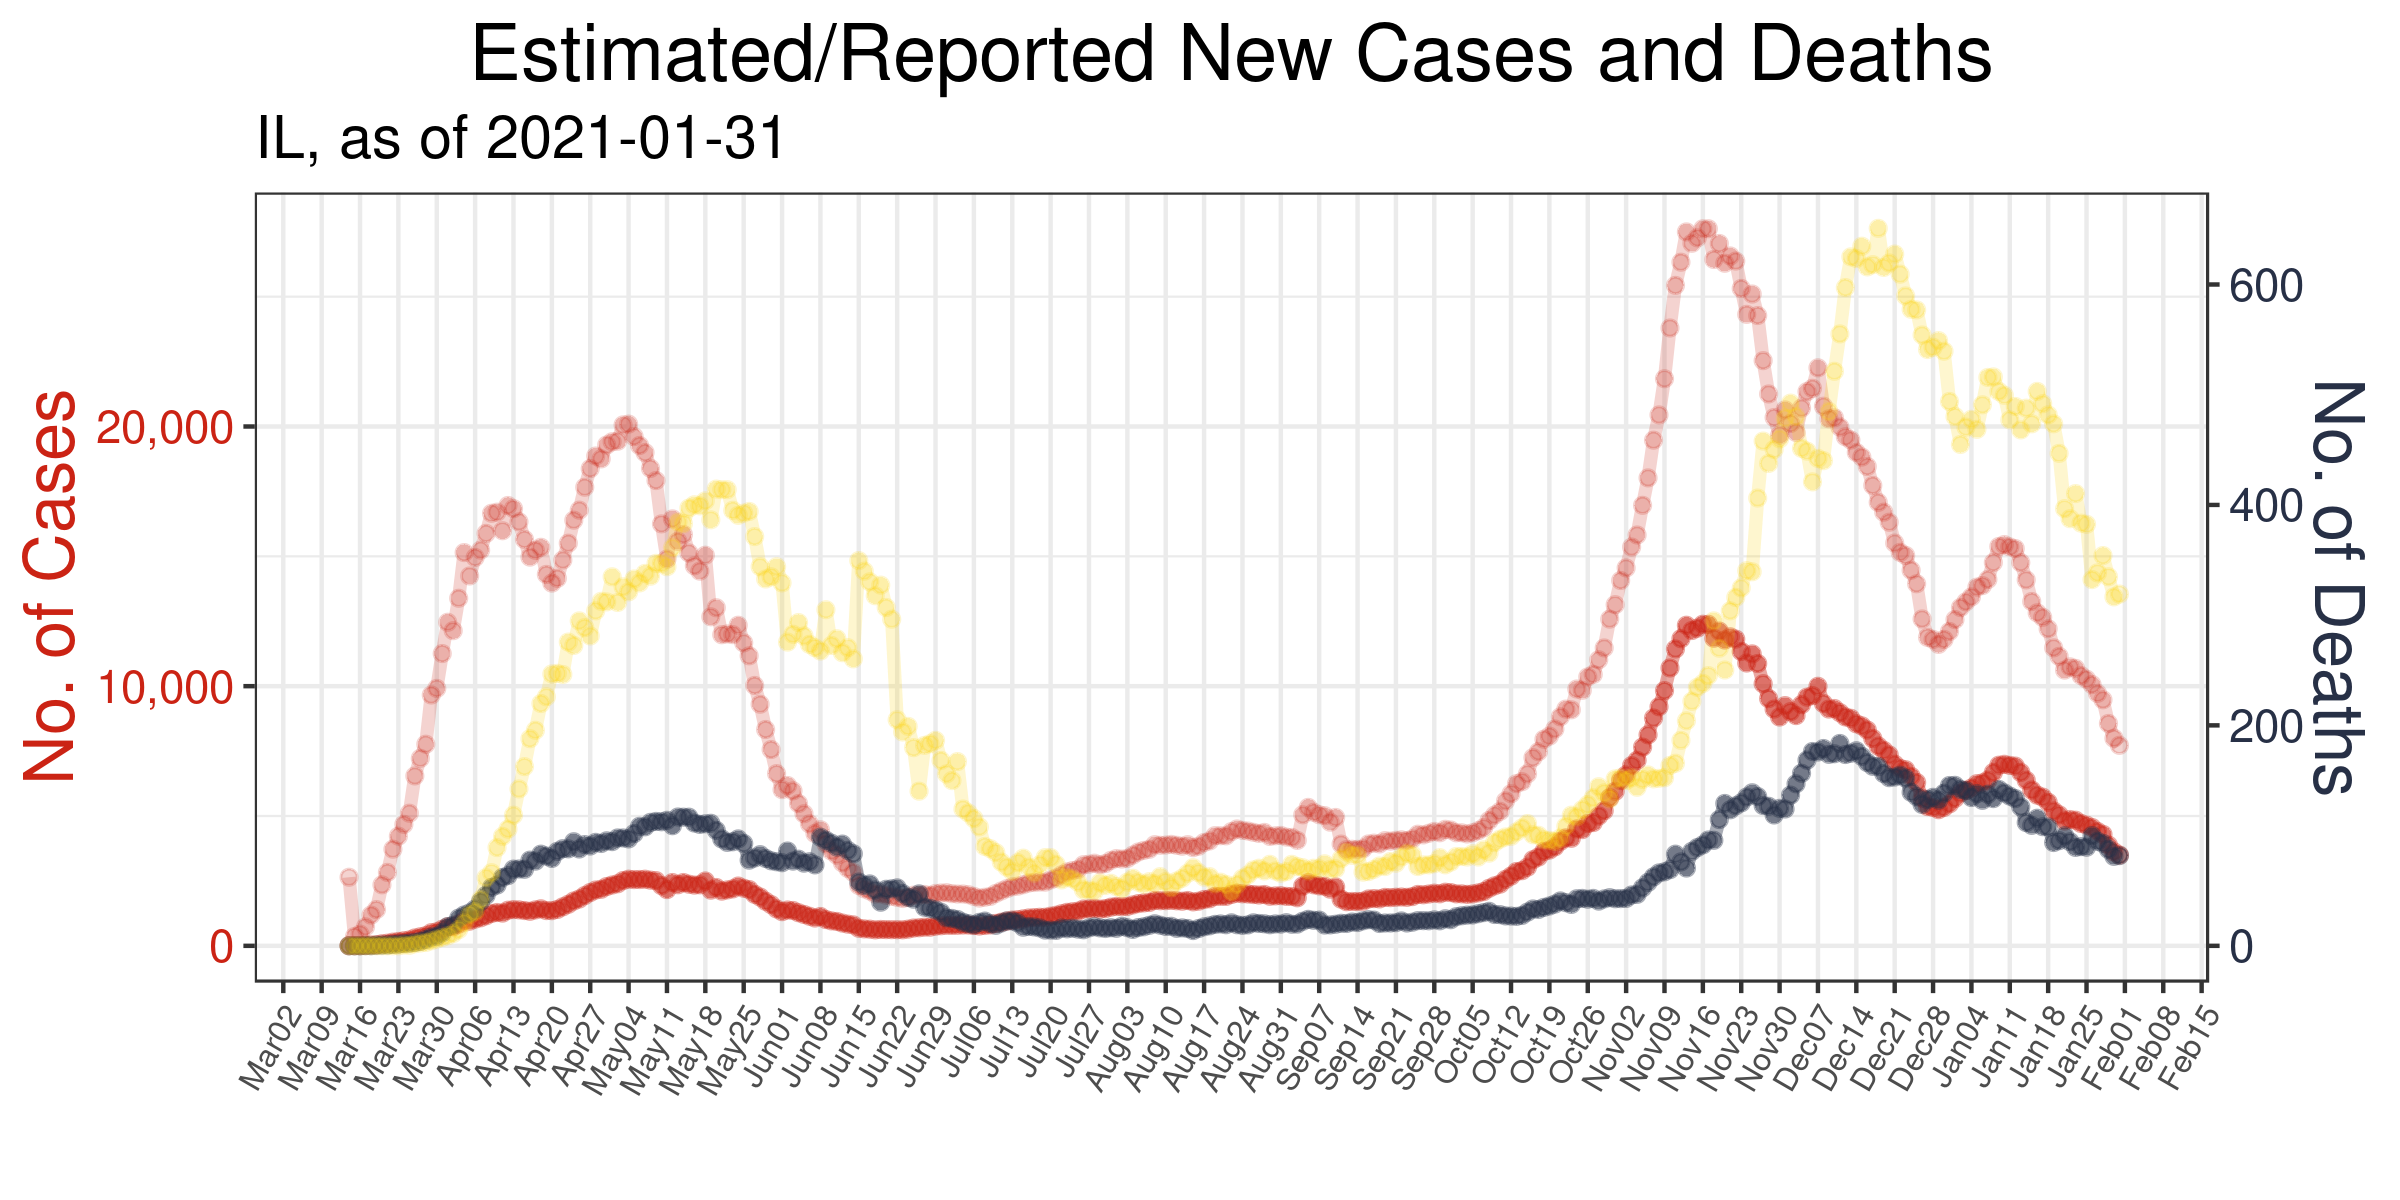 Estimated/Reported New Cases and Deaths
IL, as of 2021-01-31
No. of Cases
20,000
10,000
0
600
400
200
0
No. of Deaths
Mar02
Mar09
Mar16
Mar23
Mar30
Apr06
Apr13
Apr20
Apr27
May04
May11
May18
May25
Jun01
Jun08
Jun15
Jun22
Jun29
Jul06
Jul13
Jul20
Jul27
Aug03
Aug10
Aug17
Aug24
Aug31
Sep07
Sep14
Sep21
Sep28
Oct05
Oct12
Oct19
Oct26
Nov02
Nov09
Nov16
Nov23
Nov30
Dec07
Dec14
Dec21
Dec28
Jan04
Jan11
Jan18
Jan25
Feb01
Feb08
Feb15